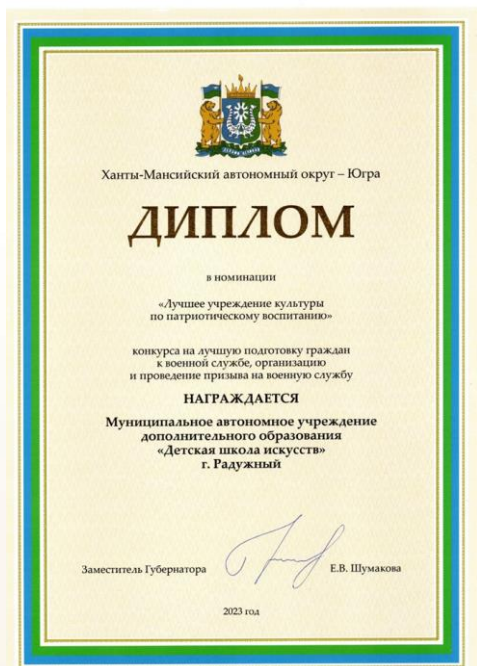 Ханты-Мансийский автономный округ – Югра
ДИПЛОМ
в номинации
«Лучшее учреждение культуры
по патриотическому воспитанию»
конкурса на лучшую подготовку граждан
к военной службе, организацию
и проведение призыва на военную службу
НАГРАЖДАЕТСЯ
Муниципальное автономное учреждение
дополнительного образования
«Детская школа искусств»
г. Радужный
Заместитель Губернатора
Е.В. Шумакова
2023 год